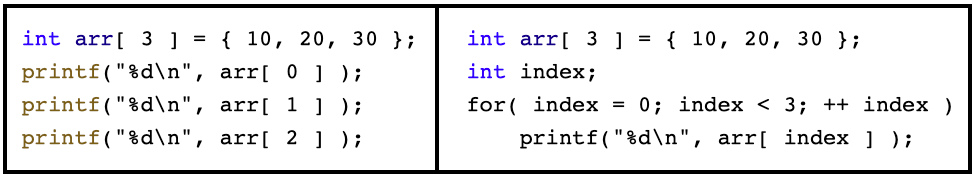 int arr[ 3 ] = { 10, 20, 30 };
printf("%d\n", arr[ 0 ] );
printf("%d\n", arr[ 1 ] );
printf("%d\n", arr[ 2 ] );
int arr[ 3 ] = { 10, 20, 30 };
int index;
for( index = 0; index < 3; ++ index )
    printf("%d\n", arr[ index ] );